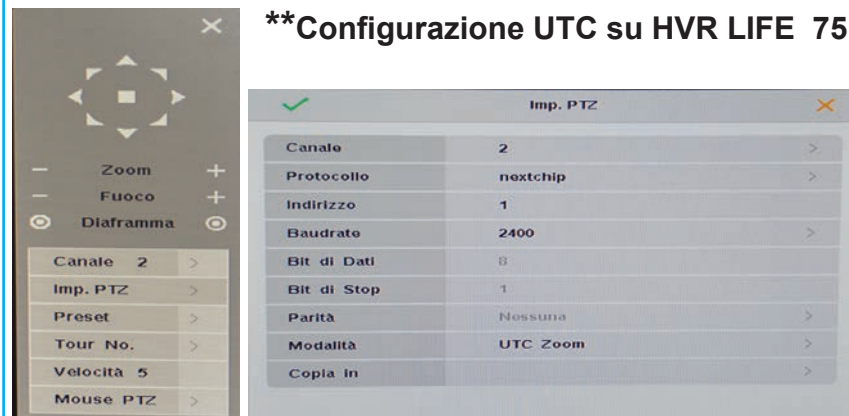 **Configurazione UTC su HVR LIFE 75
Zoom
Fuoco
Diaframma
Canale 2
Imp. PTZ
Preset
Tour No.
Velocità 5
Mouse PTZ
Imp. PTZ
Canale 2
Protocollo nextchip
Indirizzo 1
Baudrate 2400
Bit di Dati 8
Bit di Stop 1
Parità Nessuna
Modalità UTC Zoom
Copia in